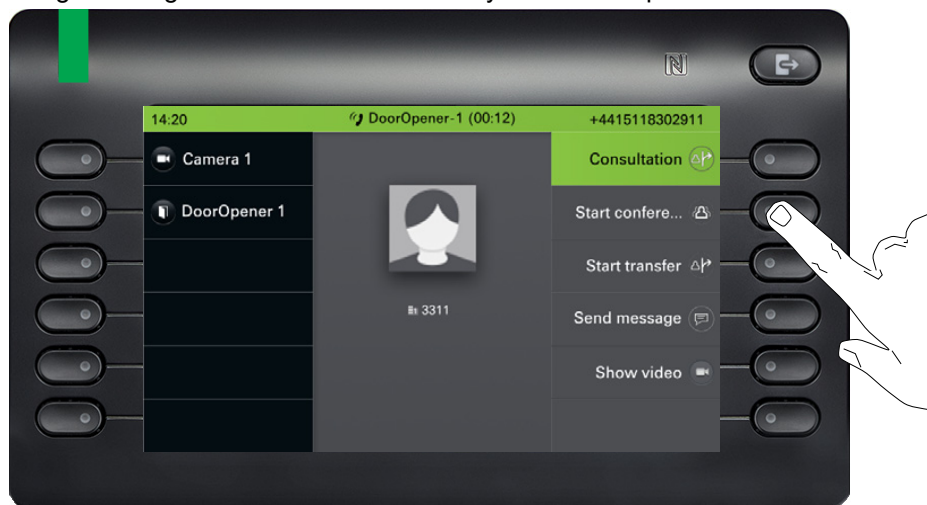 14:20
DoorOpener-1 (00:12)
+4415118302911
Camera 1
DoorOpener 1
3311
Consultation
Start confere...
Start transfer
Send message
Show video